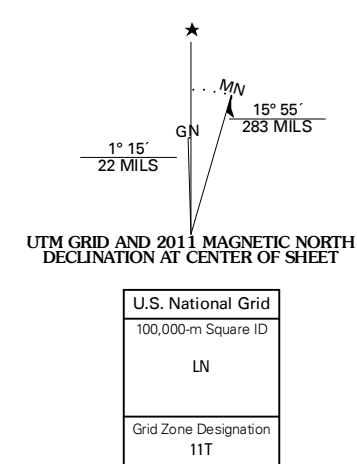 MN
GN
15° 55´
283 MILS
1° 15´
22 MILS
UTM GRID AND 2011 MAGNETIC NORTH
DECLINATION AT CENTER OF SHEET
U.S. National Grid
100,000-m Square ID
LN
Grid Zone Designation
11T